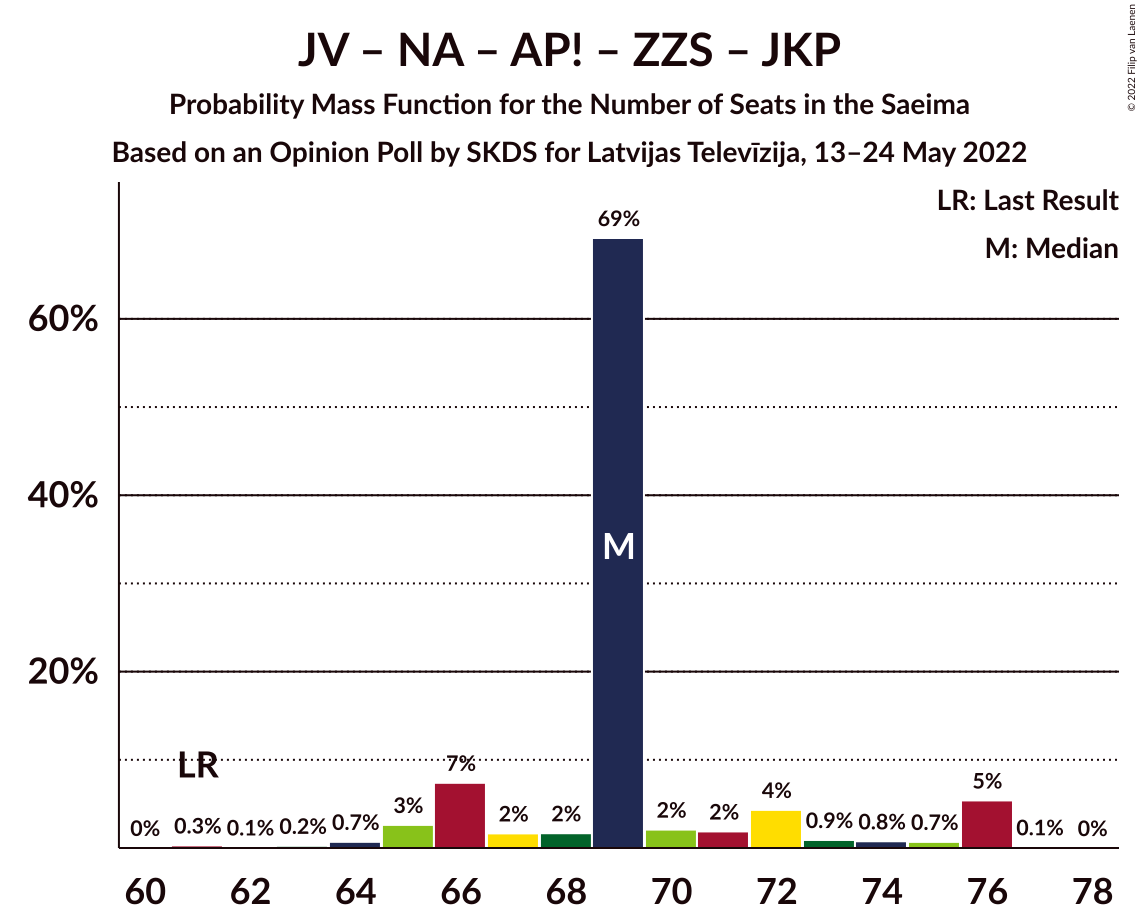 JV – NA – AP! – ZZS – JKP
Probability Mass Function for the Number of Seats in the Saeima
Based on an Opinion Poll by SKDS for Latvijas Televīzija, 13–24 May 2022
© 2022 Filip van Laenen
LR: Last Result
M: Median
60%
40%
20%
LR
M
0%
0.3%
0.1%
0.2%
0.7%
3%
7%
2%
2%
69%
2%
2%
4%
0.9%
0.8%
0.7%
5%
0.1%
0%
60 62 64 66 68 70 72 74 76 78